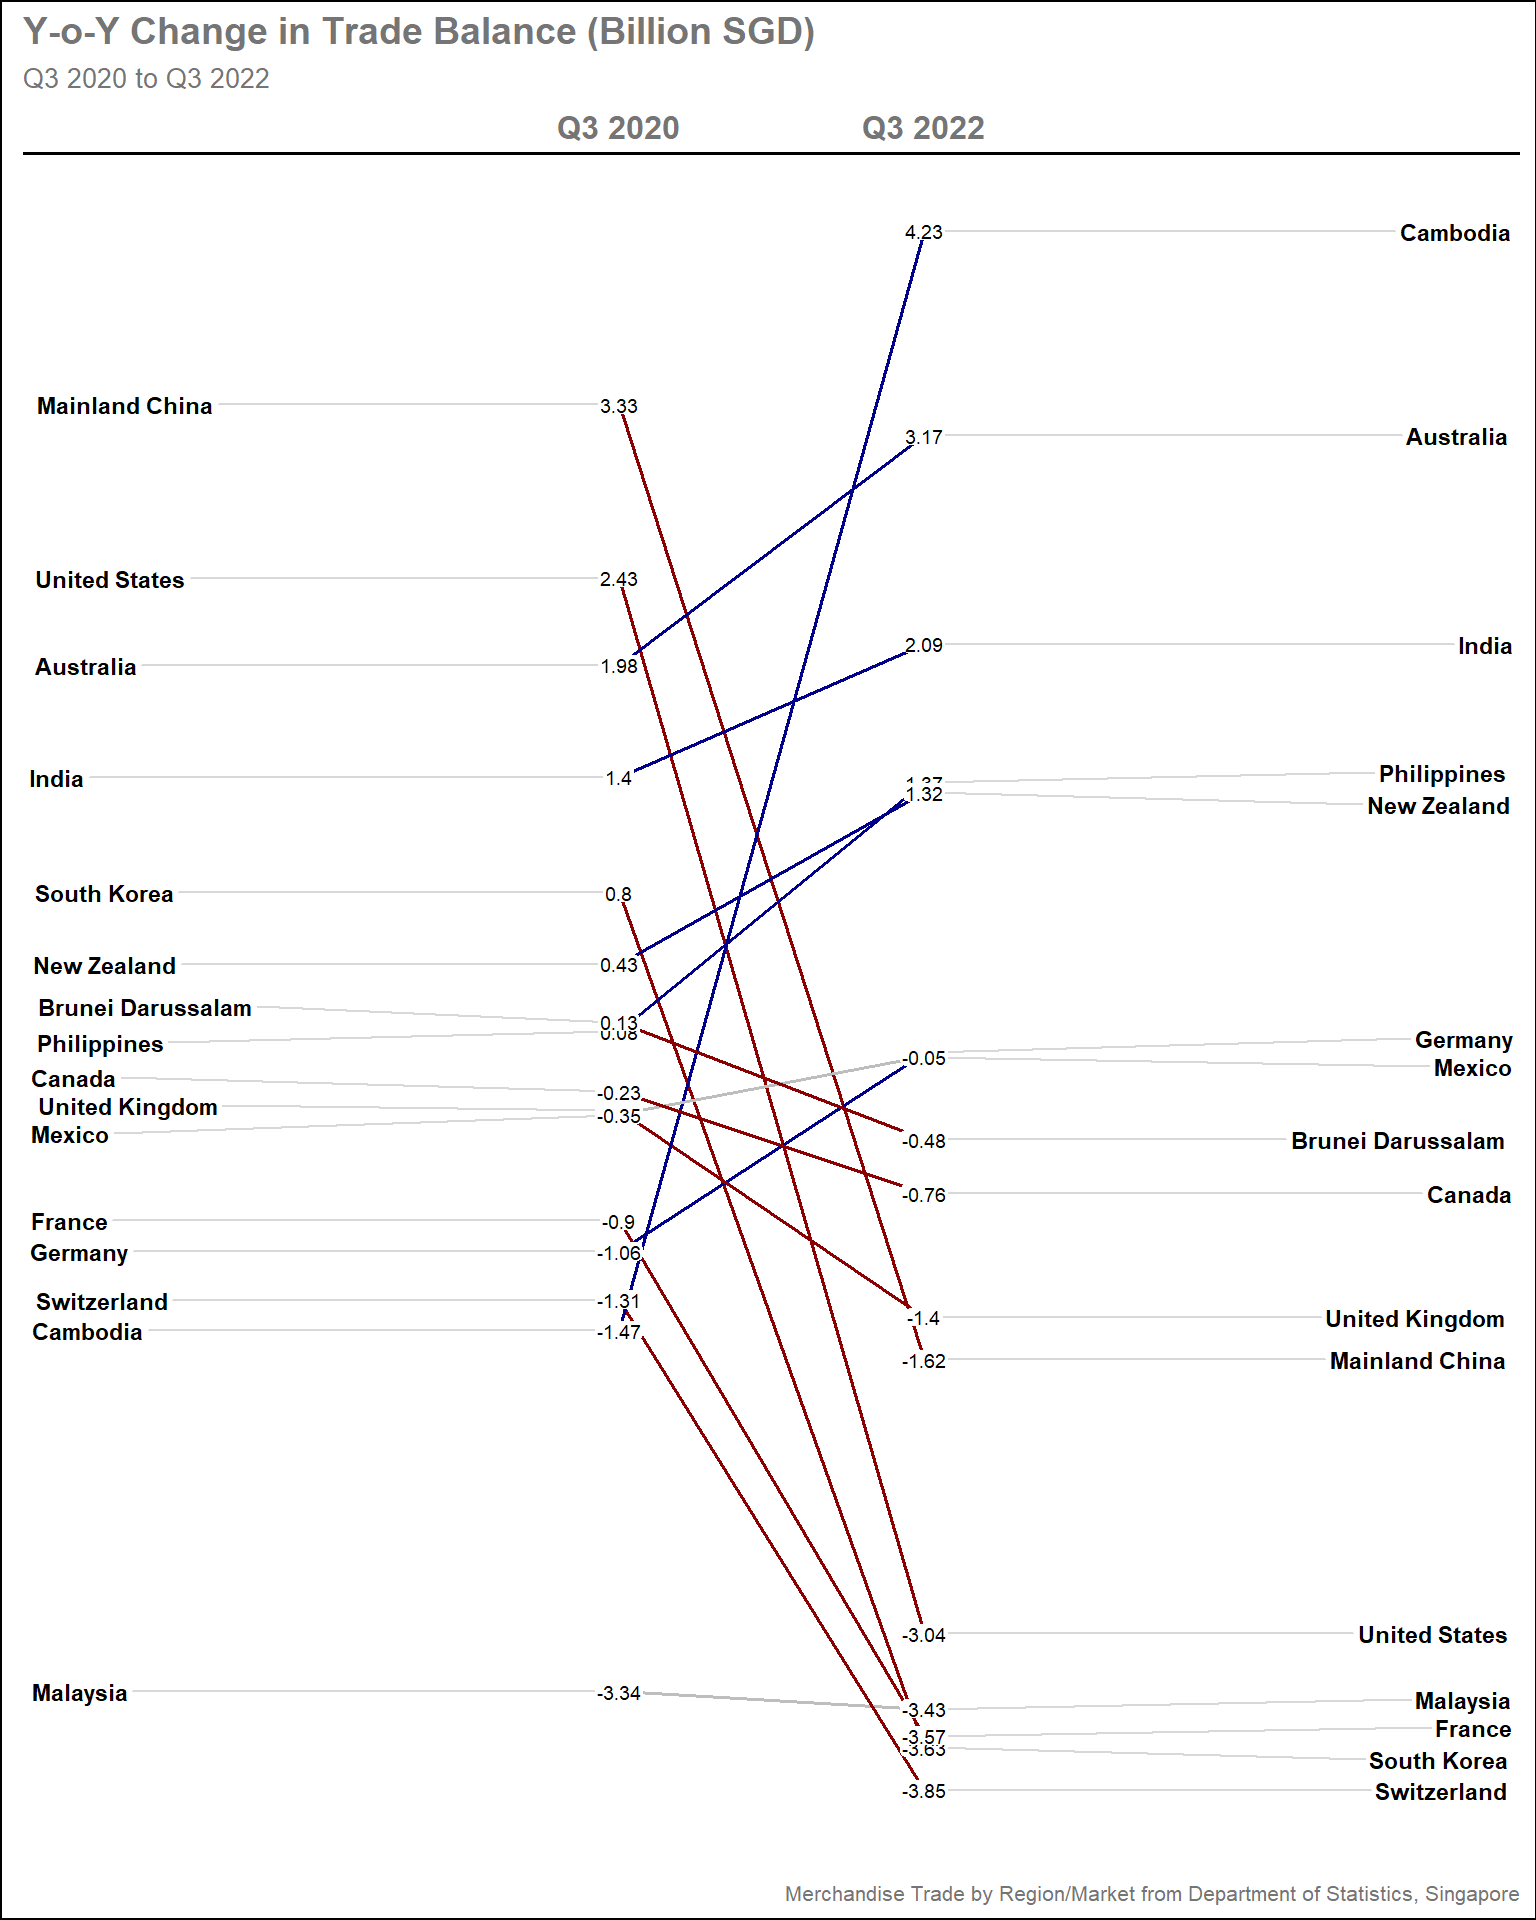 Y-o-Y Change in Trade Balance (Billion SGD)
Q3 2020 to Q3 2022
Q3 2020 Q3 2022
4.23 Cambodia
Mainland China 3.33
3.17 Australia
United States 2.43
2.09 India
Australia 1.98
India 1.4
1.37 Philippines
1.32 New Zealand
South Korea 0.8
New Zealand 0.43
Brunei Darussalam 0.13
Philippines 0.08
Germany
-0.05 Mexico
Canada -0.23
United Kingdom
Mexico -0.35
-0.48 Brunei Darussalam
-0.76 Canada
France -0.9
Germany -1.06
Switzerland -1.31
-1.4 United Kingdom
Cambodia -1.47
-1.62 Mainland China
-3.04 United States
Malaysia -3.34
-3.43 Malaysia
-3.57 France
-3.63 South Korea
-3.85 Switzerland
Merchandise Trade by Region/Market from Department of Statistics, Singapore